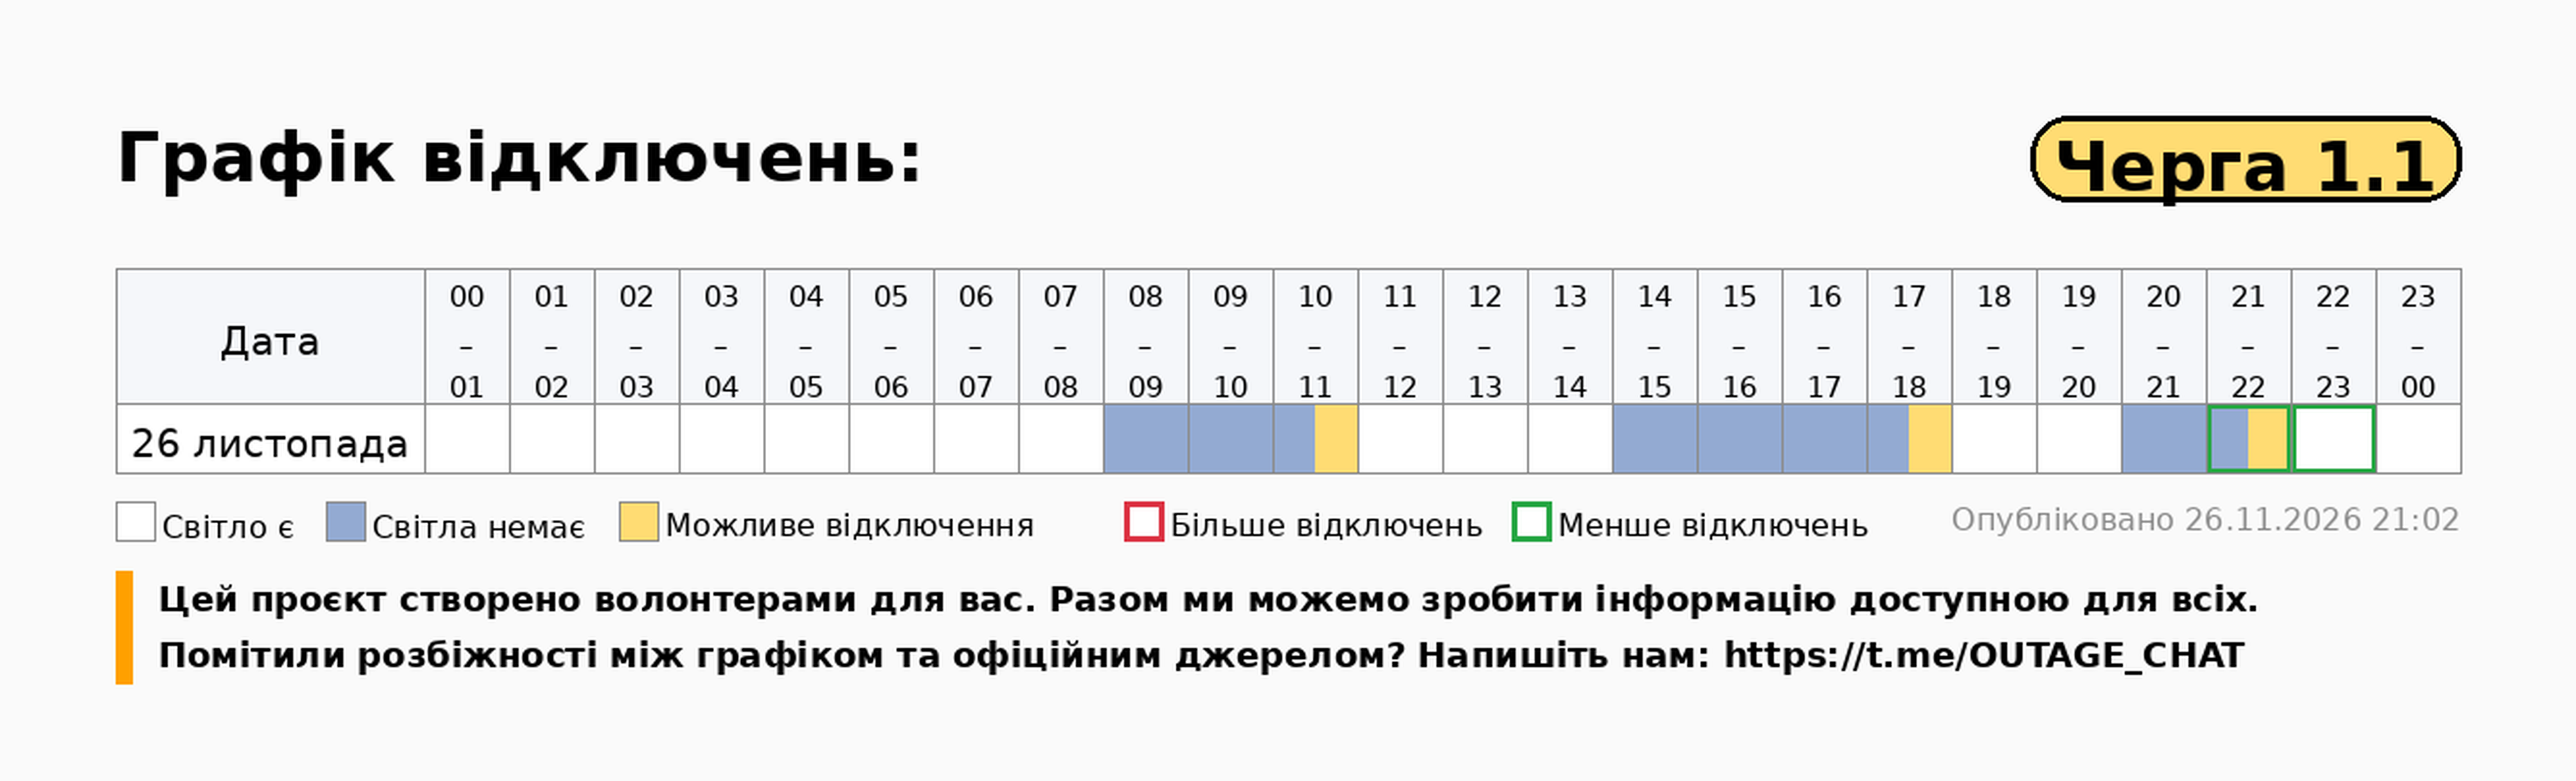 Графік відключень:
Черга 1.1
Дата
00 – 01
01 – 02
02 – 03
03 – 04
04 – 05
05 – 06
06 – 07
07 – 08
08 – 09
09 – 10
10 – 11
11 – 12
12 – 13
13 – 14
14 – 15
15 – 16
16 – 17
17 – 18
18 – 19
19 – 20
20 – 21
21 – 22
22 – 23
23 – 00
26 листопада
Світло є
Світла немає
Можливе відключення
Більше відключень
Менше відключень
Опубліковано 26.11.2026 21:02
Цей проєкт створено волонтерами для вас. Разом ми можемо зробити інформацію доступною для всіх.
Помітили розбіжності між графіком та офіційним джерелом? Напишіть нам: https://t.me/OUTAGE_CHAT